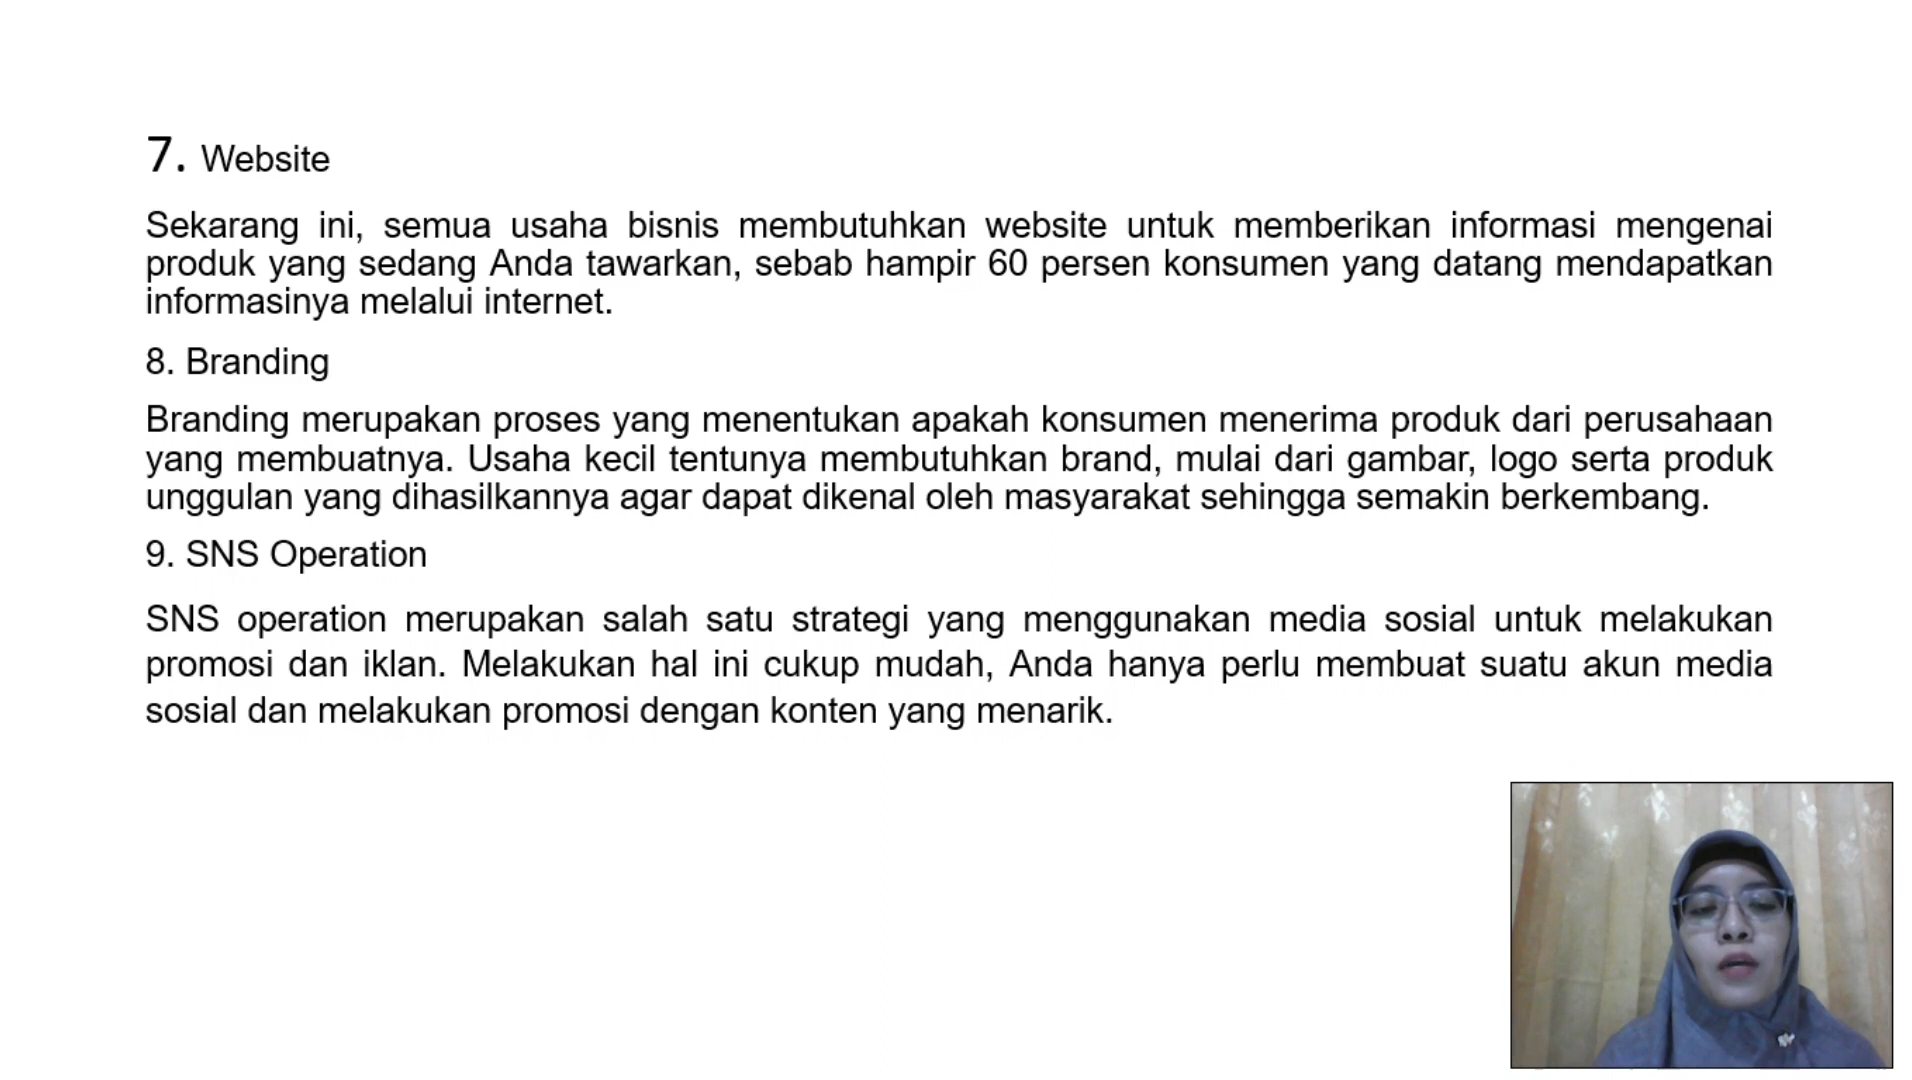 7. Website
Sekarang ini, semua usaha bisnis membutuhkan website untuk memberikan informasi mengenai
produk yang sedang Anda tawarkan, sebab hampir 60 persen konsumen yang datang mendapatkan
informasinya melalui internet.
8. Branding
Branding merupakan proses yang menentukan apakah konsumen menerima produk dari perusahaan
yang membuatnya. Usaha kecil tentunya membutuhkan brand, mulai dari gambar, logo serta produk
unggulan yang dihasilkannya agar dapat dikenal oleh masyarakat sehingga semakin berkembang.
9. SNS Operation
SNS operation merupakan salah satu strategi yang menggunakan media sosial untuk melakukan
promosi dan iklan. Melakukan hal ini cukup mudah, Anda hanya perlu membuat suatu akun media
sosial dan melakukan promosi dengan konten yang menarik.